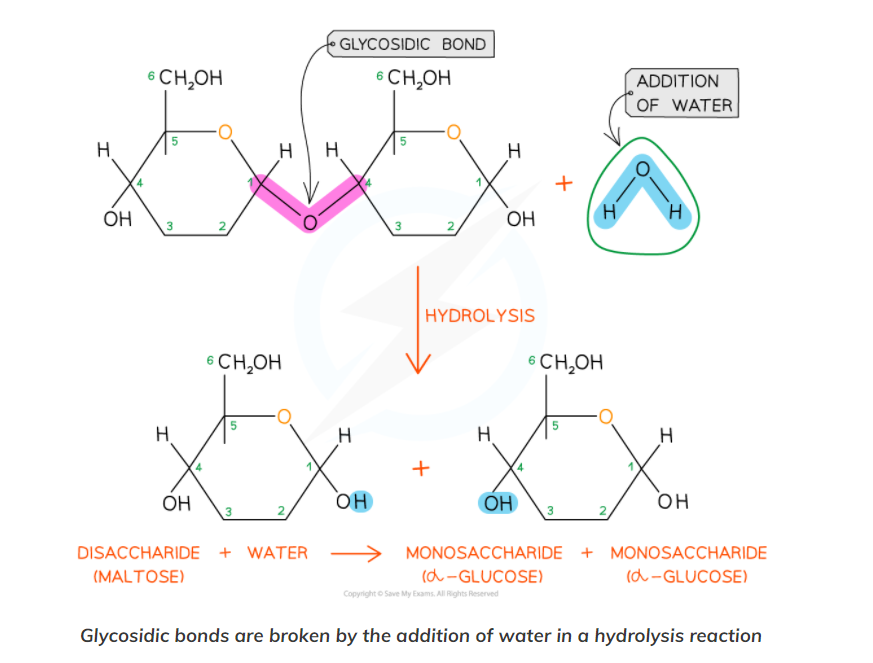 GLYCOSIDIC BOND
6 CH₂OH
6 CH₂OH
ADDITION
OF WATER
O
O
5
5
H
H
H
H
O
4
1
4
1
+
H
H
OH
3
2
O
3
2
OH
HYDROLYSIS
6 CH₂OH
6 CH₂OH
O
O
5
5
H
H
H
H
4
1
+
4
1
OH
OH
OH
OH
3
2
3
2
DISACCHARIDE + WATER → MONOSACCHARIDE + MONOSACCHARIDE
(MALTOSE) (α-GLUCOSE) (α-GLUCOSE)
Copyright © Save My Exams. All Rights Reserved
Glycosidic bonds are broken by the addition of water in a hydrolysis reaction